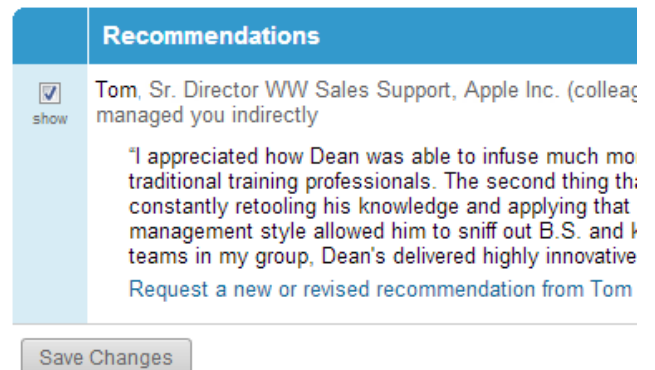 Recommendations
Tom, Sr. Director WW Sales Support, Apple Inc.
show
managed you indirectly
“I appreciated how Dean was able to infuse much
traditional training professionals. The second thing
constantly retooling his knowledge and applying that
management style allowed him to sniff out B.S. and
teams in my group, Dean's delivered highly innovative
Request a new or revised recommendation from Tom
Save Changes